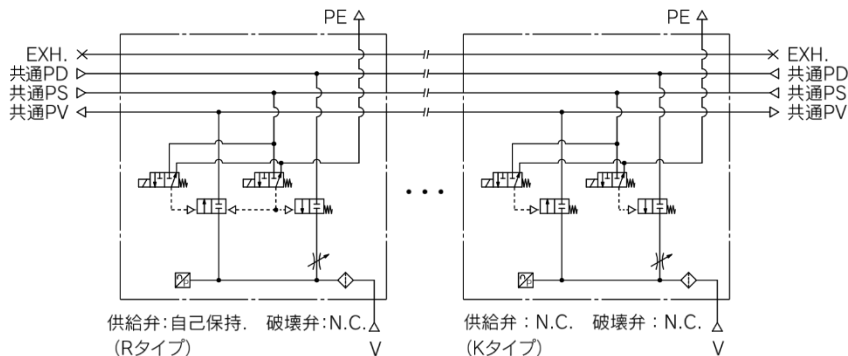 PE
PE
EXH.
EXH.
共通PD
共通PD
共通PS
共通PS
共通PV
共通PV
供給弁:自己保持. 破壊弁:N.C.
(Rタイプ)
V
供給弁：N.C. 破壊弁：N.C.
(Kタイプ)
V